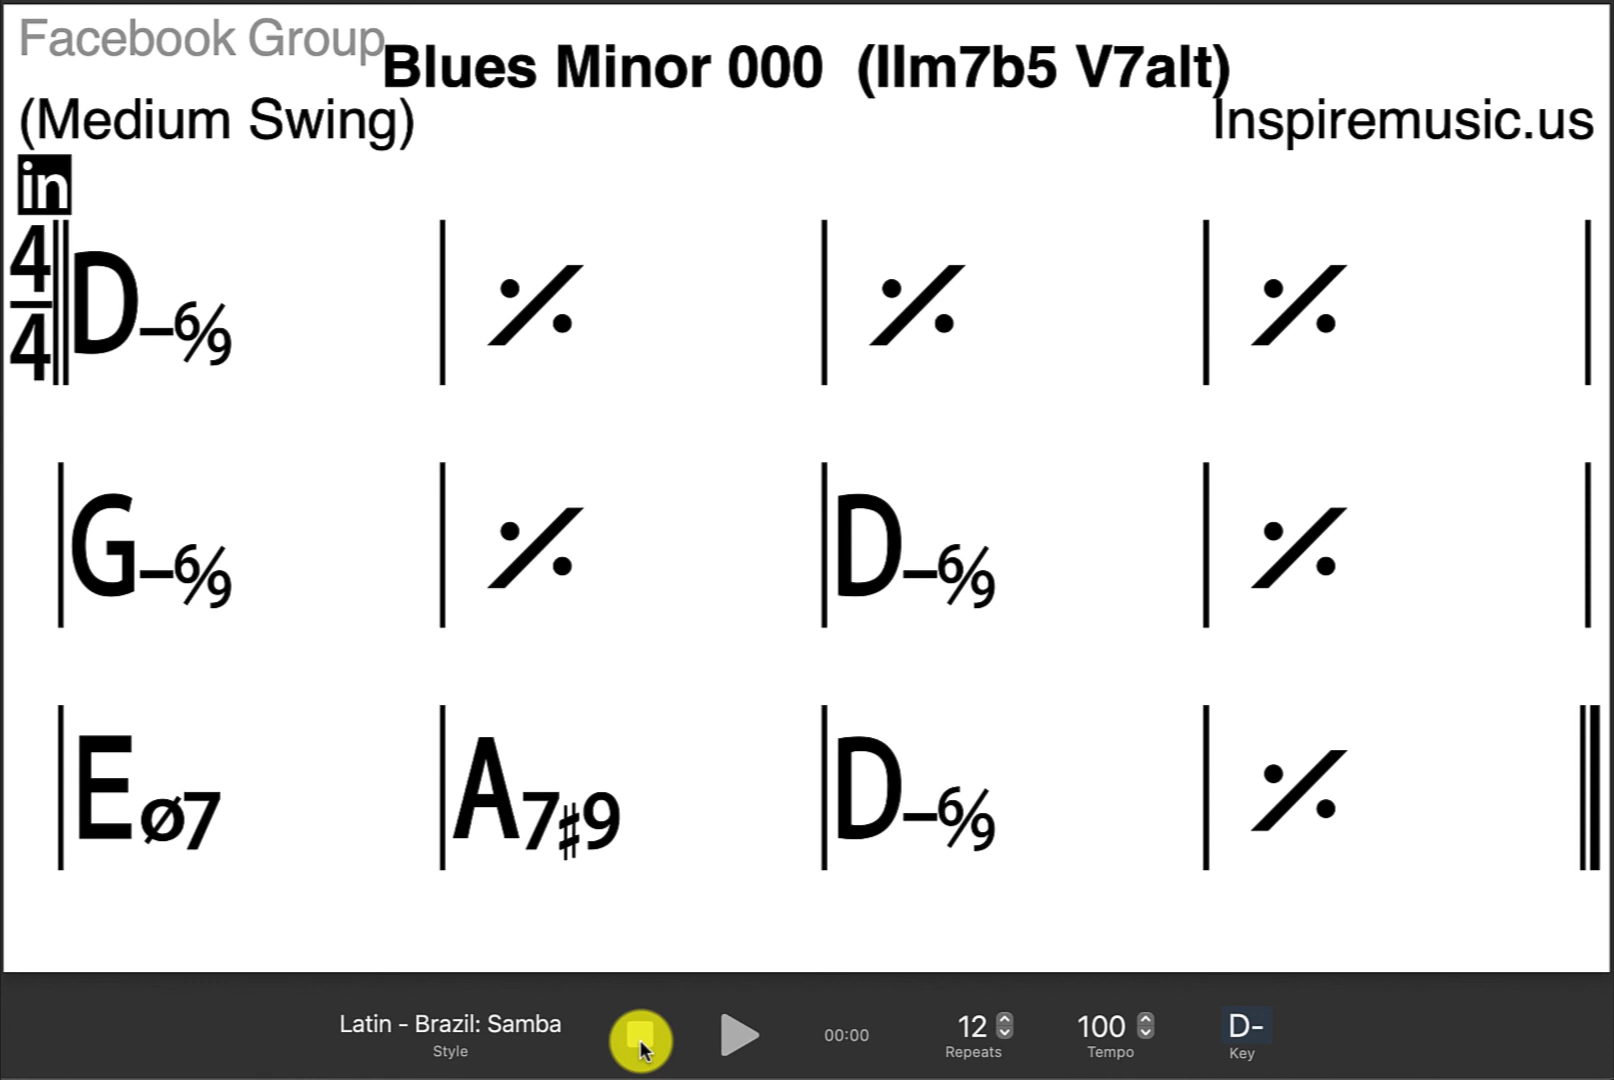 Facebook Group
Blues Minor 000 (IIm7b5 V7alt)
(Medium Swing)
Inspiremusic.us
in
4/4 D–6/9 𝄎 𝄎 𝄎
G–6/9 𝄎 D–6/9 𝄎
Eø7 A7♯9 D–6/9 𝄎
Latin - Brazil: Samba
Style
00:00
12
Repeats
100
Tempo
D-
Key